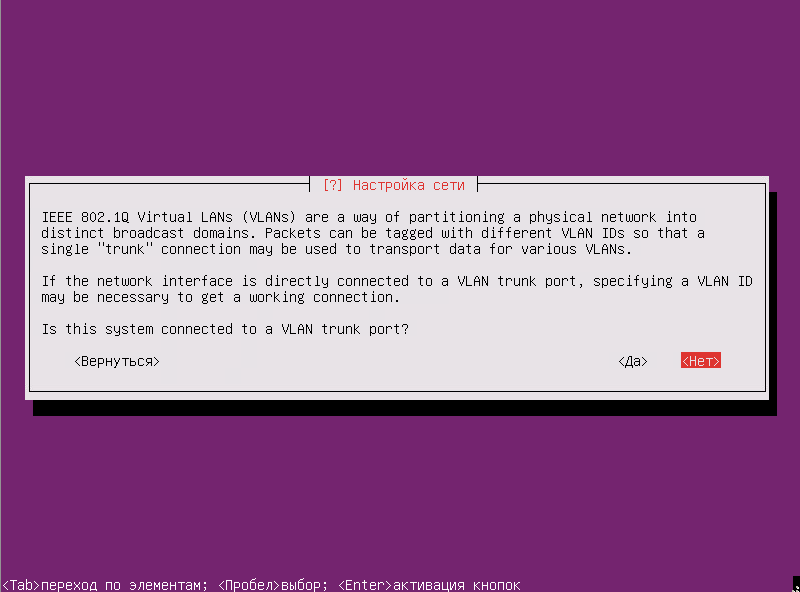 [?] Настройка сети
IEEE 802.1Q Virtual LANs (VLANs) are a way of partitioning a physical network into
distinct broadcast domains. Packets can be tagged with different VLAN IDs so that a
single "trunk" connection may be used to transport data for various VLANs.
If the network interface is directly connected to a VLAN trunk port, specifying a VLAN ID
may be necessary to get a working connection.
Is this system connected to a VLAN trunk port?
<Вернуться> <Да> <Нет>
<Tab>переход по элементам; <Пробел>выбор; <Enter>активация кнопок